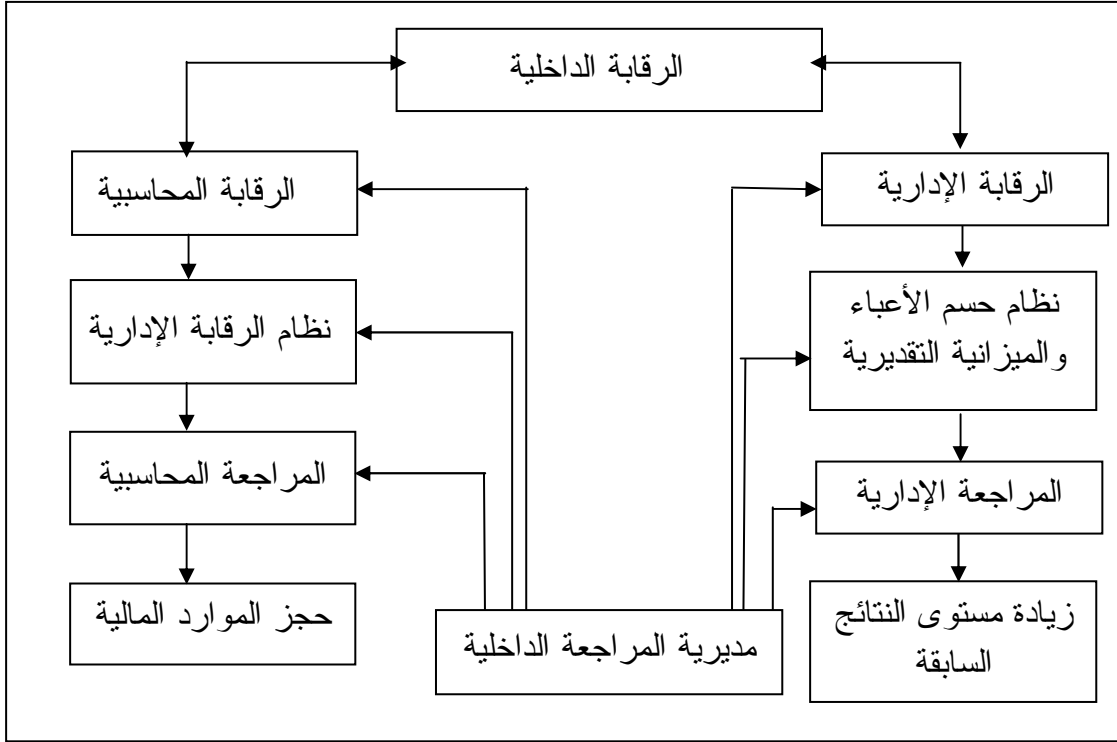 الرقابة الداخلية
الرقابة الإدارية
الرقابة المحاسبية
نظام حسم الأعباء
والميزانية التقديرية
نظام الرقابة الإدارية
المراجعة الإدارية
المراجعة المحاسبية
زيادة مستوى النتائج
السابقة
مديرية المراجعة الداخلية
حجز الموارد المالية